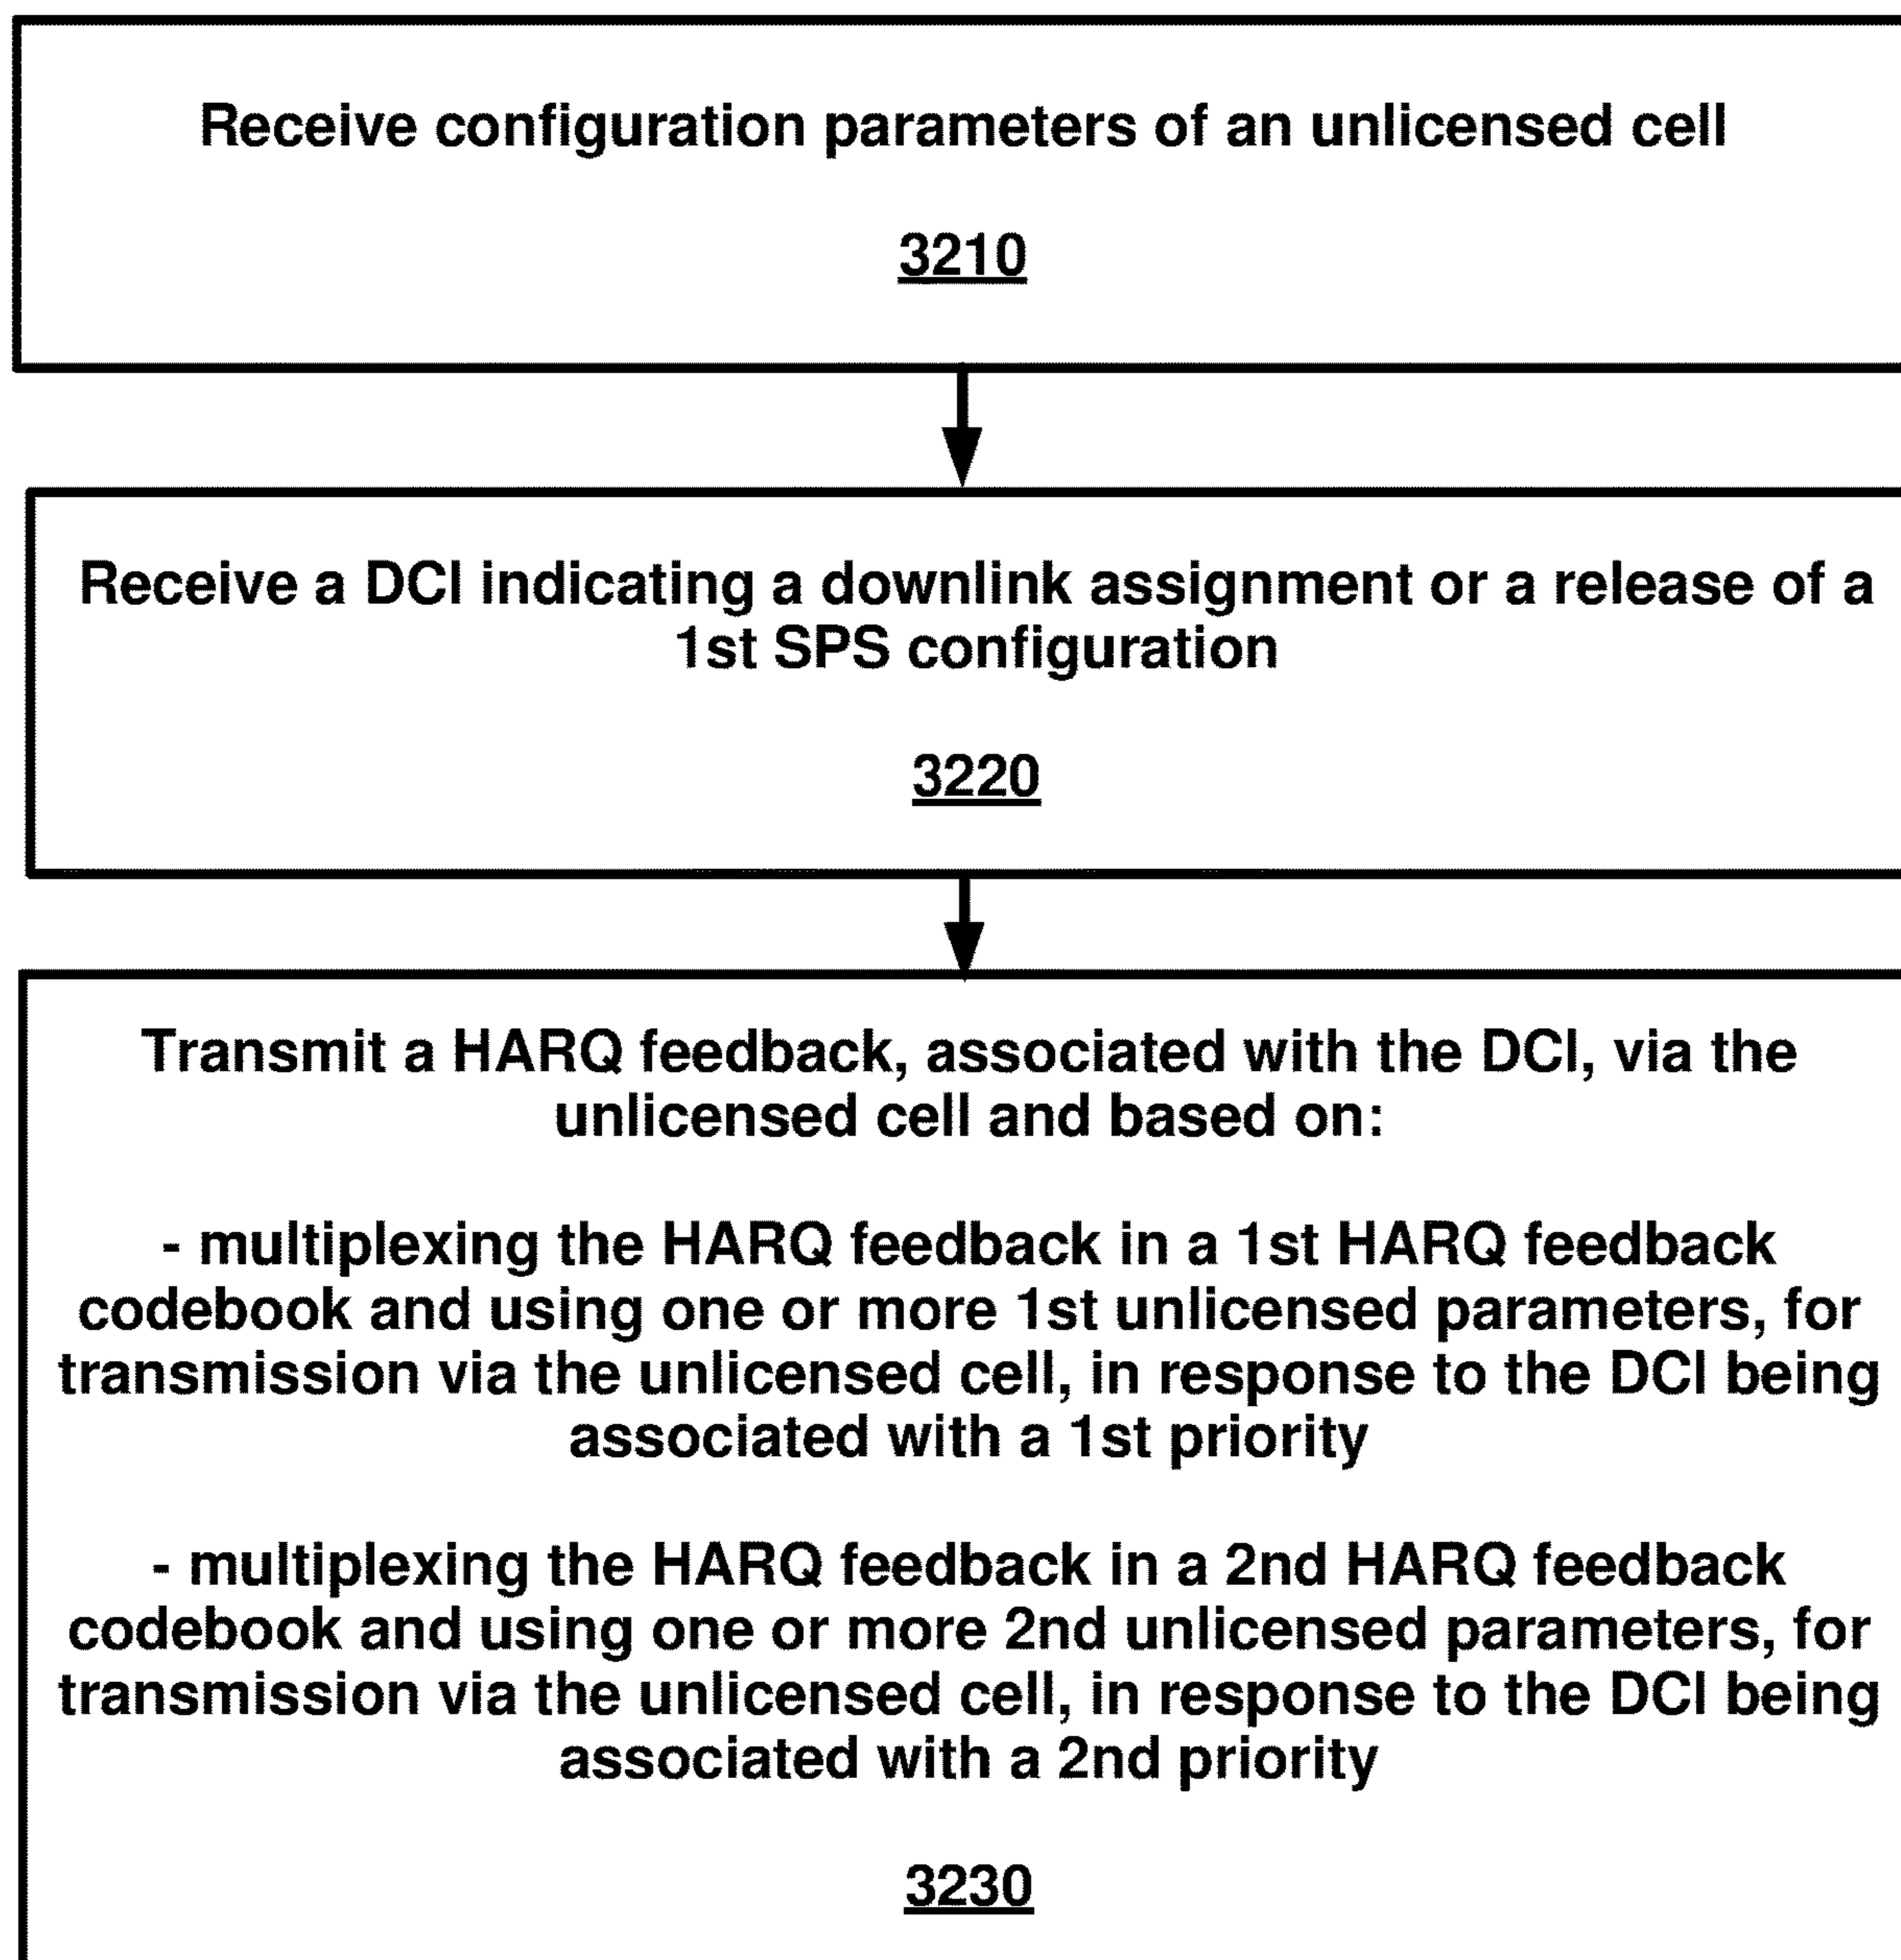 Receive configuration parameters of an unlicensed cell
3210
Receive a DCI indicating a downlink assignment or a release of a
1st SPS configuration
3220
Transmit a HARQ feedback, associated with the DCI, via the
unlicensed cell and based on:
- multiplexing the HARQ feedback in a 1st HARQ feedback
codebook and using one or more 1st unlicensed parameters, for
transmission via the unlicensed cell, in response to the DCI being
associated with a 1st priority
- multiplexing the HARQ feedback in a 2nd HARQ feedback
codebook and using one or more 2nd unlicensed parameters, for
transmission via the unlicensed cell, in response to the DCI being
associated with a 2nd priority
3230